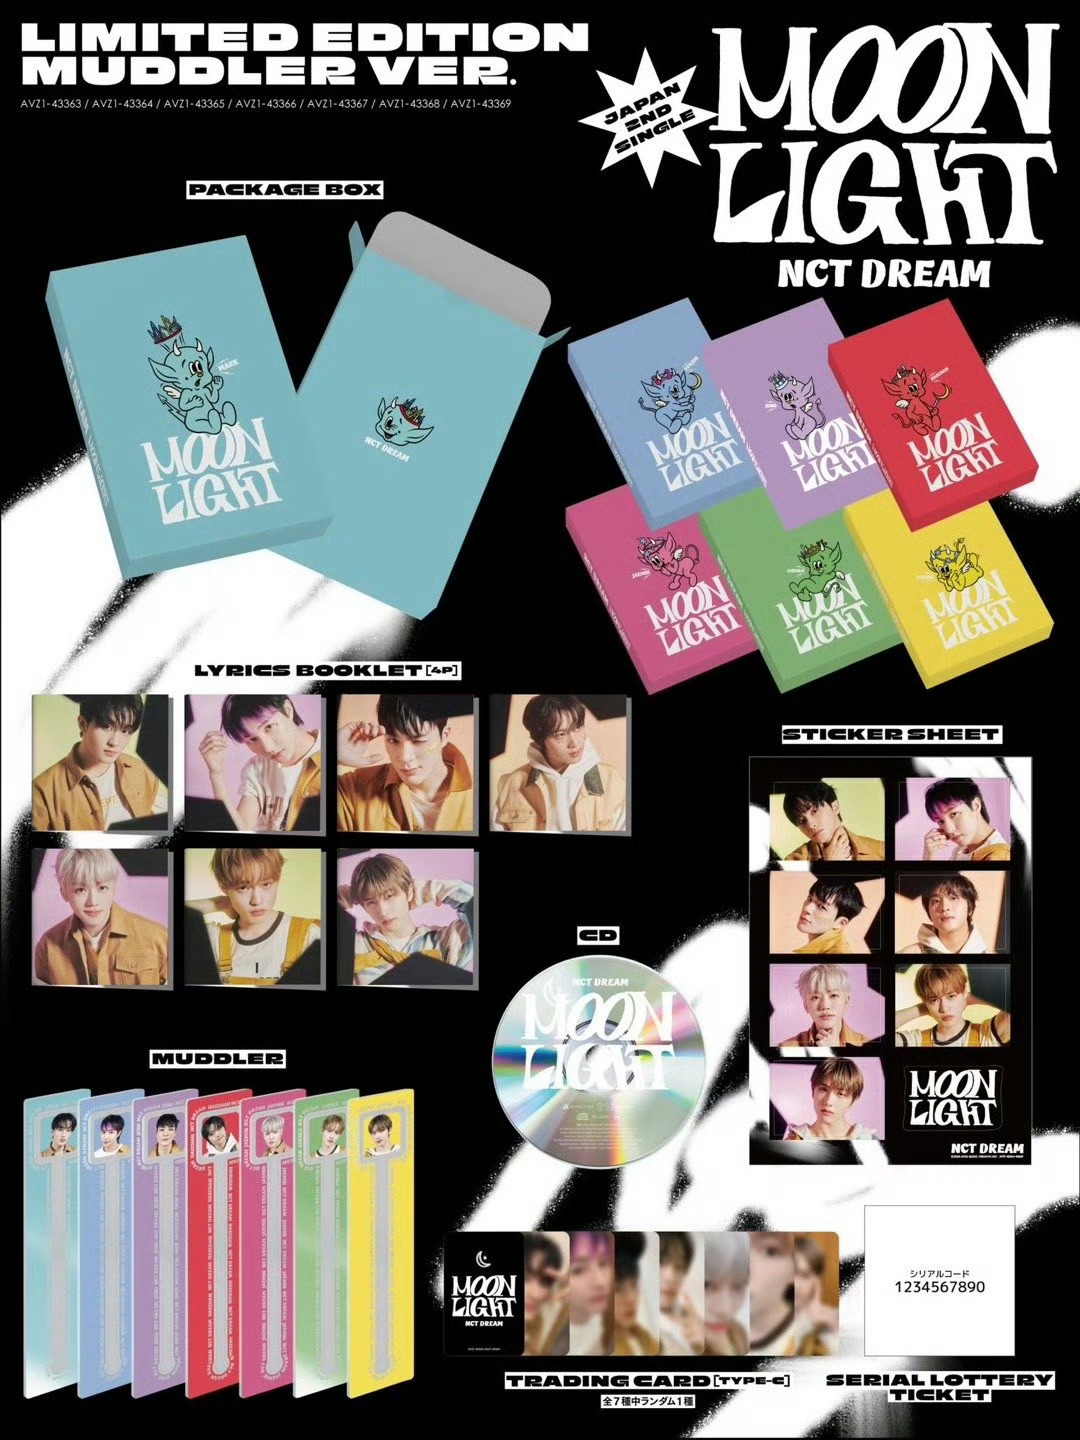 LIMITED EDITION
MUDDLER VER.
AVZ1-43363 / AVZ1-43364 / AVZ1-43365 / AVZ1-43366 / AVZ1-43367 / AVZ1-43368 / AVZ1-43369
JAPAN
2ND
SINGLE
MOON
LIGHT
NCT DREAM
PACKAGE BOX
MARK
MOON
LIGHT
NCT DREAM
MOON
LIGHT
JENO
MOON
LIGHT
HAECHAN
MOON
LIGHT
JAEMIN
MOON
LIGHT
MOON
LIGHT
MOON
LIGHT
LYRICS BOOKLET [4P]
STICKER SHEET
MOON
LIGHT
NCT DREAM
CD
NCT DREAM
MOON
LIGHT
MUDDLER
MOON
LIGHT
NCT DREAM
シリアルコード
1234567890
TRADING CARD [TYPE-C]
全7種中ランダム1種
SERIAL LOTTERY
TICKET